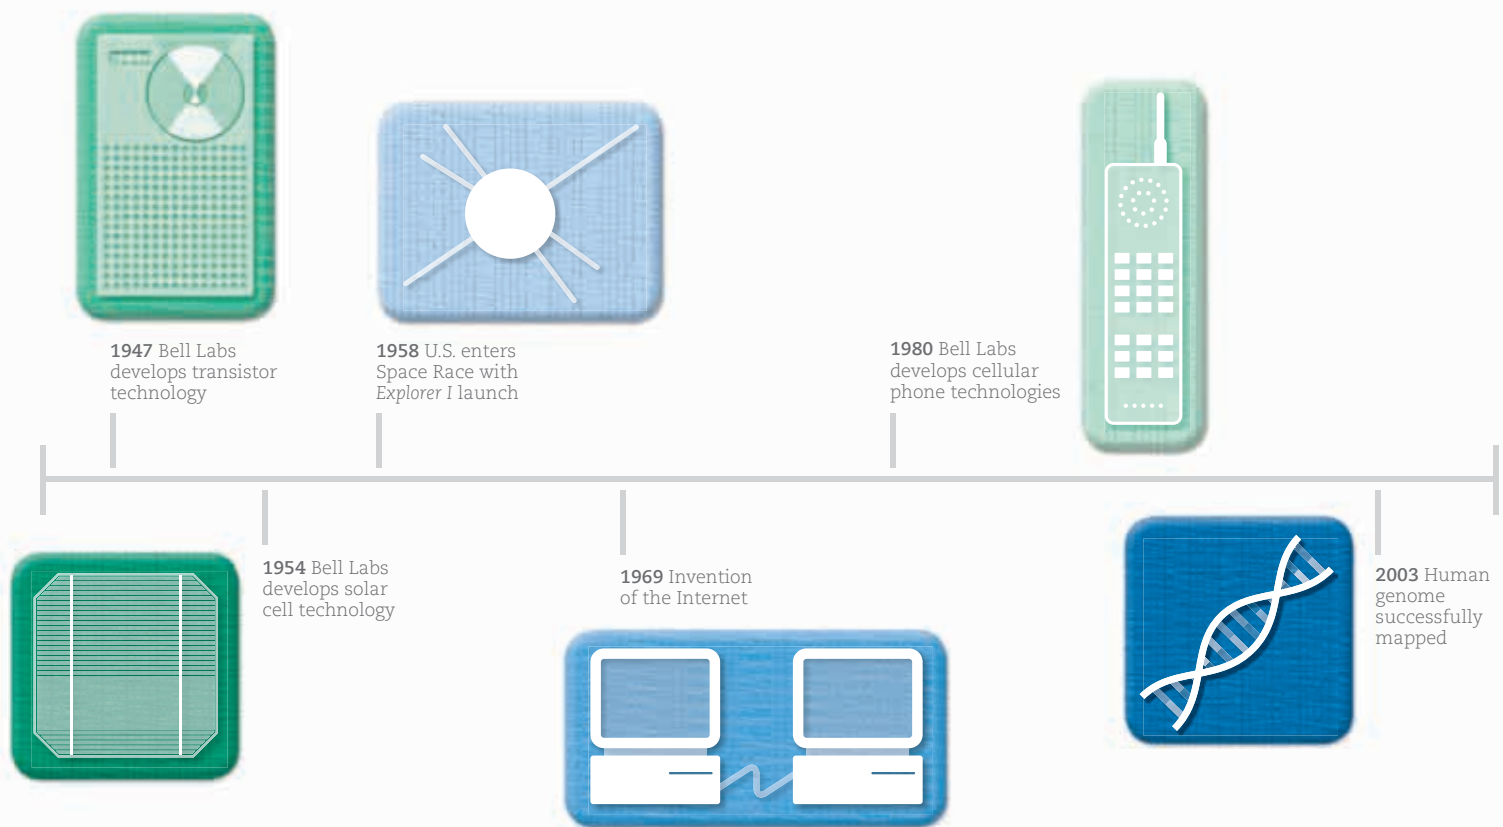 1947 Bell Labs
develops transistor
technology
1958 U.S. enters
Space Race with
Explorer I launch
1980 Bell Labs
develops cellular
phone technologies
1954 Bell Labs
develops solar
cell technology
1969 Invention
of the Internet
2003 Human
genome
successfully
mapped